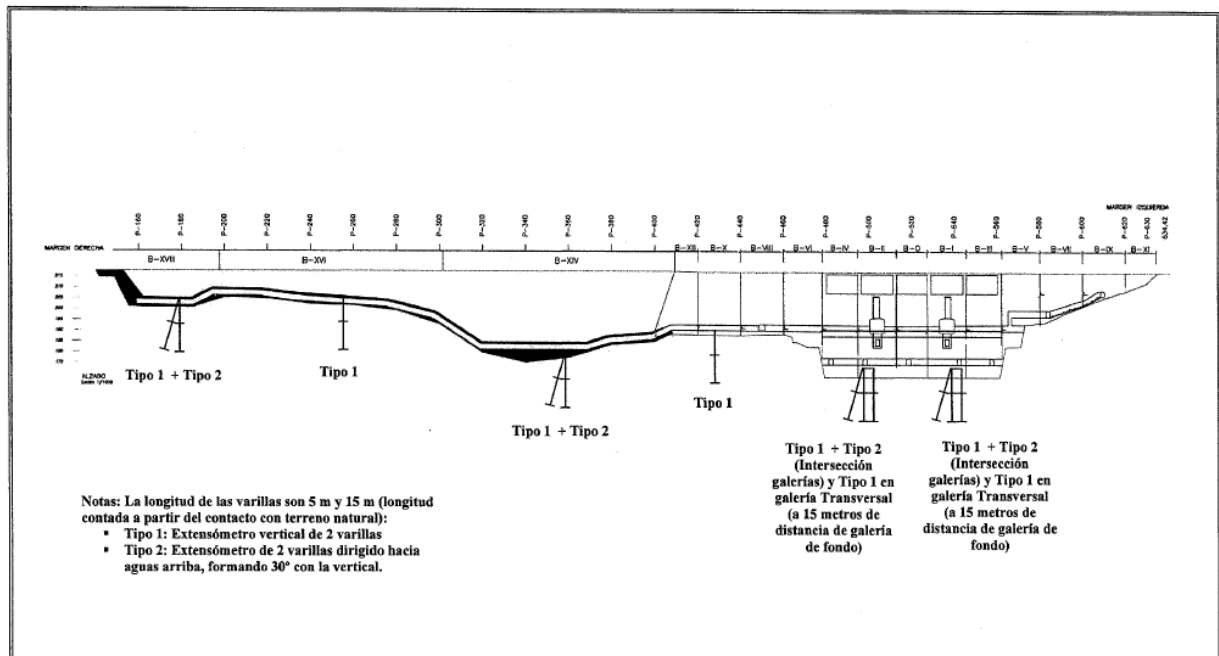 MARGEN IZQUIERDA
P-160 P-180 P-200 P-220 P-240 P-260 P-280 P-300 P-320 P-340 P-360 P-380 P-400 P-420 P-440 P-460 P-480 P-500 P-520 P-540 P-560 P-580 P-600 P-620 P-630 634,42
MARGEN DERECHA
B-XVIII B-XVI B-XIV B-XII B-X B-VIII B-VI B-IV B-II B-0 B-I B-III B-V B-VII B-IX B-XI
ALZADO
Tipo 1 + Tipo 2
Tipo 1
Tipo 1 + Tipo 2
Tipo 1
Tipo 1 + Tipo 2
(Intersección
galerías) y Tipo 1 en
galería Transversal
(a 15 metros de
distancia de galería
de fondo)
Tipo 1 + Tipo 2
(Intersección
galerías) y Tipo 1 en
galería Transversal
(a 15 metros de
distancia de galería de
fondo)
Notas: La longitud de las varillas son 5 m y 15 m (longitud
contada a partir del contacto con terreno natural):
▪ Tipo 1: Extensómetro vertical de 2 varillas
▪ Tipo 2: Extensómetro de 2 varillas dirigido hacia
aguas arriba, formando 30º con la vertical.